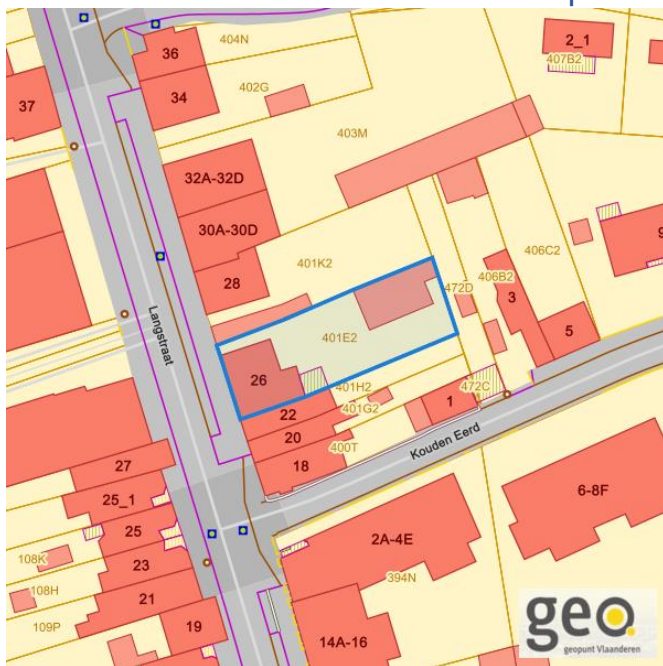 36
404N
2_1
407B2
37
34
402G
403M
32A-32D
30A-30D
401K2
28
406C2
9
406B2
472D
3
Langstraat
401E2
5
26
401H2
472C
22
401G2
1
20
400T
Kouden Eerd
18
27
25_1
6-8F
25
2A-4E
108K
23
394N
108H
21
109P
19
14A-16
geo
geopunt Vlaanderen